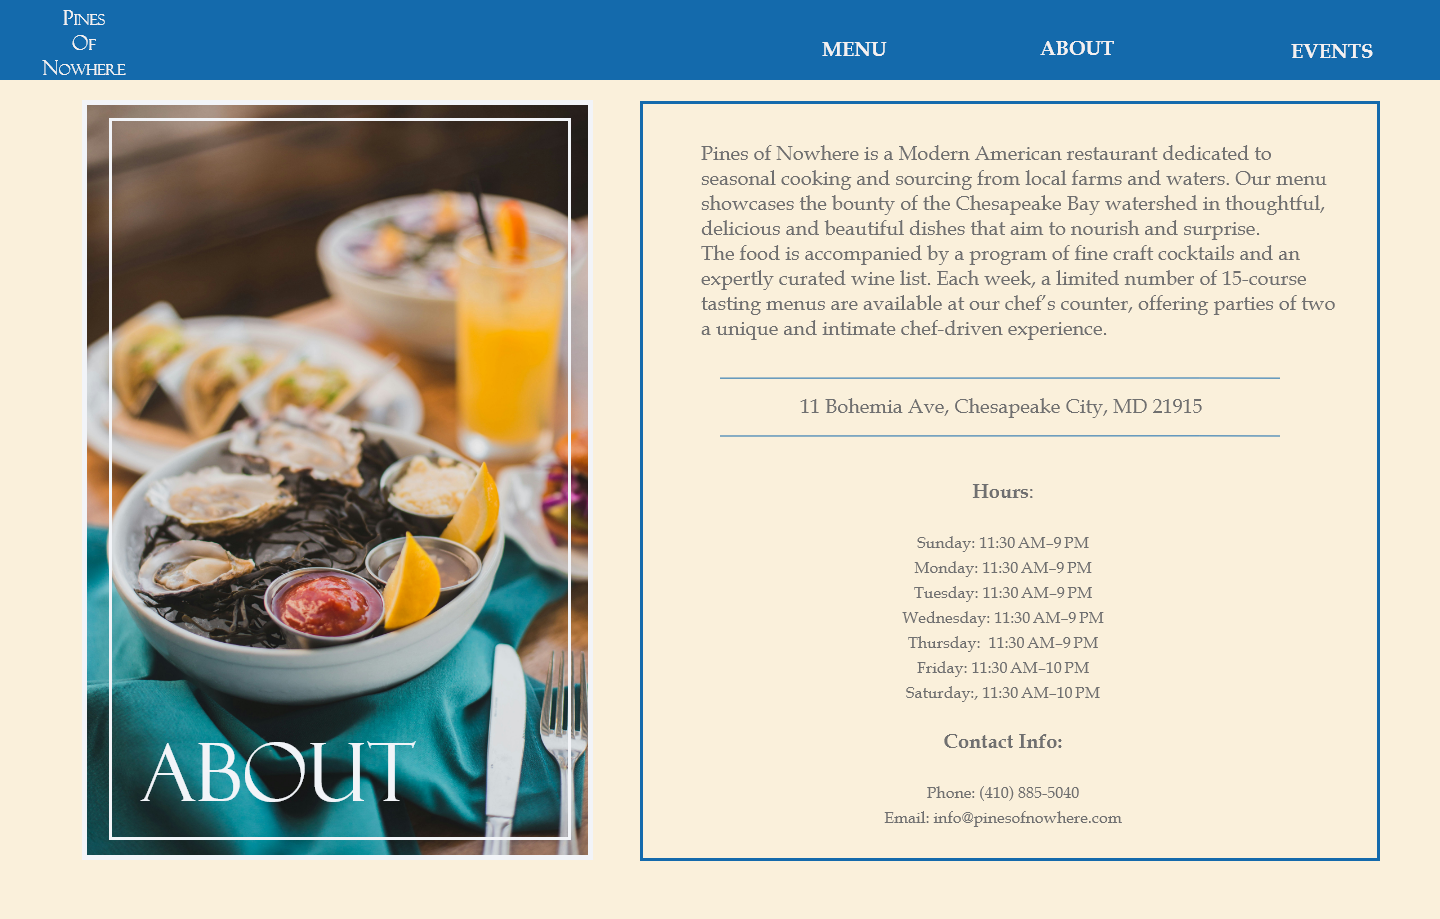 Pines
Of
Nowhere
MENU
ABOUT
EVENTS
ABOUT
Pines of Nowhere is a Modern American restaurant dedicated to
seasonal cooking and sourcing from local farms and waters. Our menu
showcases the bounty of the Chesapeake Bay watershed in thoughtful,
delicious and beautiful dishes that aim to nourish and surprise.
The food is accompanied by a program of fine craft cocktails and an
expertly curated wine list. Each week, a limited number of 15-course
tasting menus are available at our chef's counter, offering parties of two
a unique and intimate chef-driven experience.
11 Bohemia Ave, Chesapeake City, MD 21915
Hours:
Sunday: 11:30 AM–9 PM
Monday: 11:30 AM–9 PM
Tuesday: 11:30 AM–9 PM
Wednesday: 11:30 AM–9 PM
Thursday:  11:30 AM–9 PM
Friday: 11:30 AM–10 PM
Saturday:, 11:30 AM–10 PM
Contact Info:
Phone: (410) 885-5040
Email: info@pinesofnowhere.com